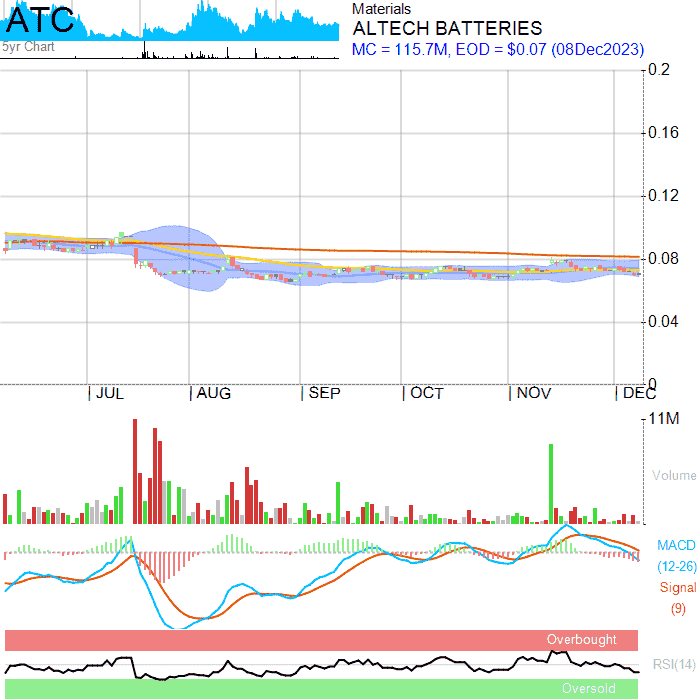 ATC
5yr Chart
Materials
ALTECH BATTERIES
MC = 115.7M, EOD = $0.07 (08Dec2023)
0.2
0.16
0.12
0.08
0.04
0
JUL AUG SEP OCT NOV DEC
11M
Volume
MACD
(12-26)
Signal
(9)
Overbought
RSI(14)
Oversold